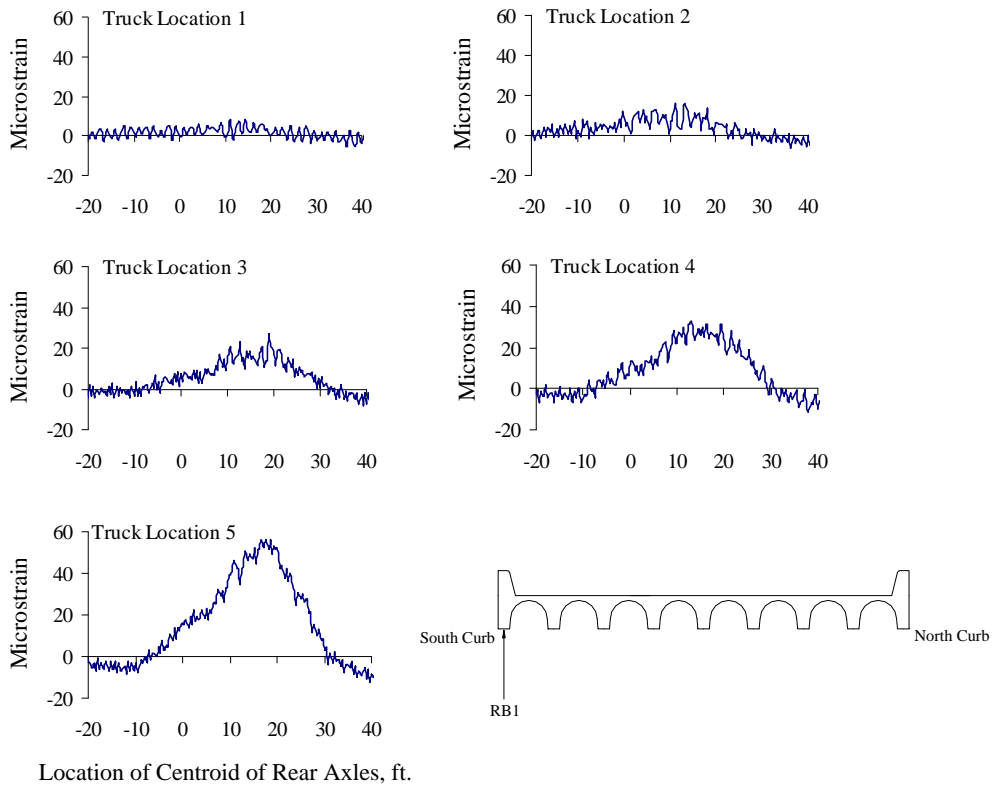 Truck Location 1
60
40
20
0
-20
Microstrain
-20 -10 0 10 20 30 40
Truck Location 2
60
40
20
0
-20
Microstrain
-20 -10 0 10 20 30 40
Truck Location 3
60
40
20
0
-20
Microstrain
-20 -10 0 10 20 30 40
Truck Location 4
60
40
20
0
-20
Microstrain
-20 -10 0 10 20 30 40
Truck Location 5
60
40
20
0
-20
Microstrain
-20 -10 0 10 20 30 40
Location of Centroid of Rear Axles, ft.
South Curb
North Curb
RB1